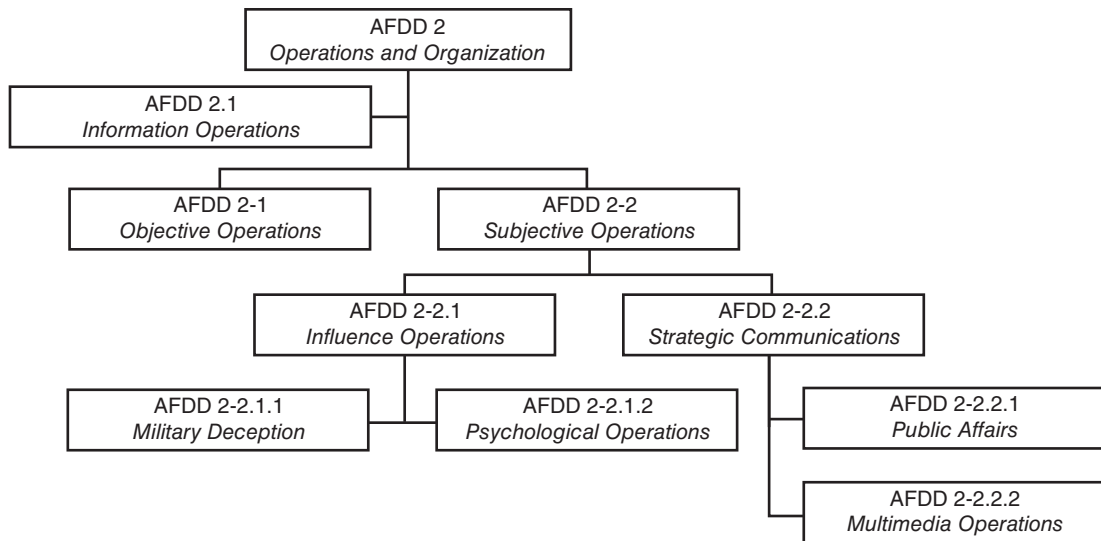 AFDD 2
Operations and Organization
AFDD 2.1
Information Operations
AFDD 2-1
Objective Operations
AFDD 2-2
Subjective Operations
AFDD 2-2.1
Influence Operations
AFDD 2-2.2
Strategic Communications
AFDD 2-2.1.1
Military Deception
AFDD 2-2.1.2
Psychological Operations
AFDD 2-2.2.1
Public Affairs
AFDD 2-2.2.2
Multimedia Operations